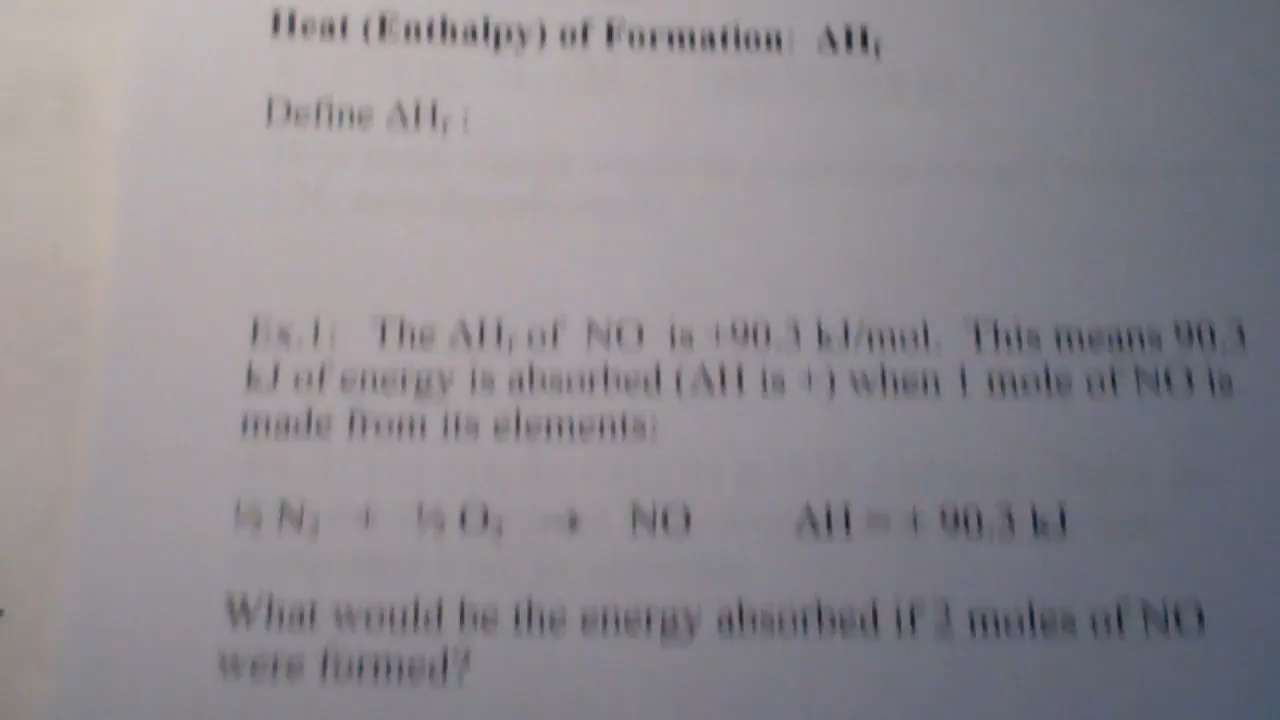 Heat (Enthalpy) of Formation: ΔHf
Define ΔHf :
Ex.1: The ΔHf of NO is +90.3 kJ/mol. This means 90.3
kJ of energy is absorbed (ΔH is +) when 1 mole of NO is
made from its elements:
½ N₂ + ½ O₂ → NO ΔH = + 90.3 kJ
What would be the energy absorbed if 2 moles of NO
were formed?